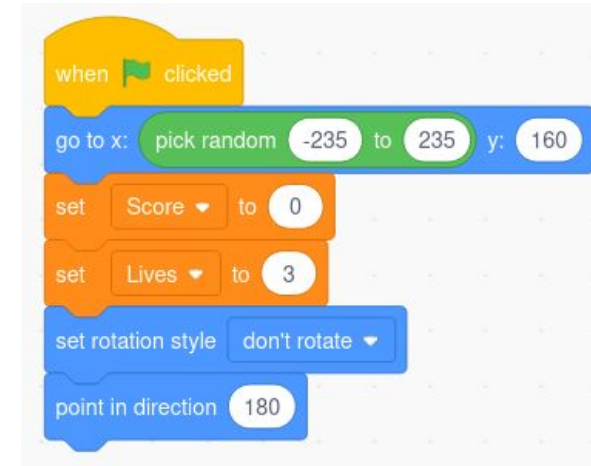 when clicked
go to x: pick random -235 to 235 y: 160
set Score to 0
set Lives to 3
set rotation style don't rotate
point in direction 180